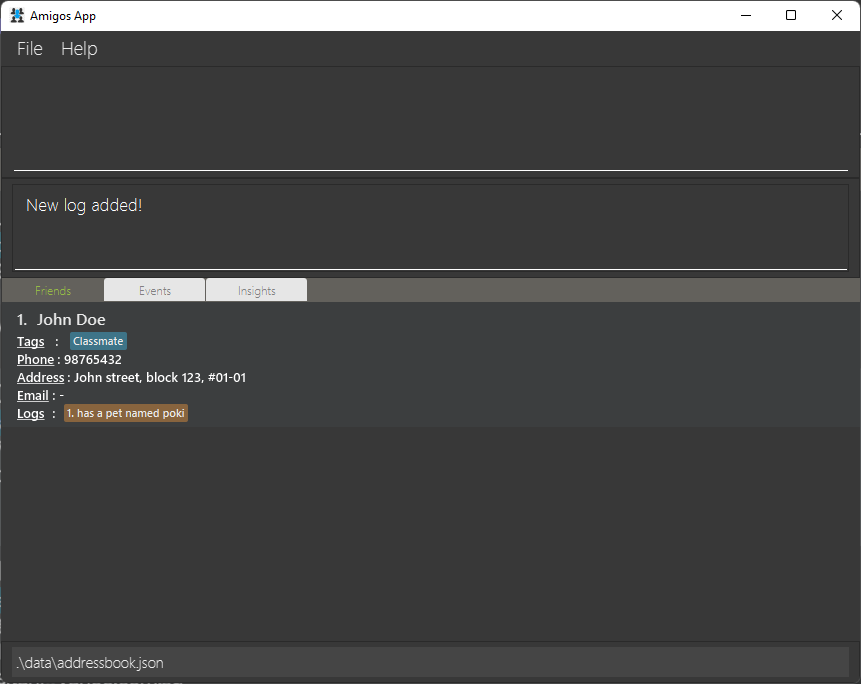 Amigos App
File Help
New log added!
Friends Events Insights
1. John Doe
Tags : Classmate
Phone : 98765432
Address : John street, block 123, #01-01
Email : -
Logs : 1. has a pet named poki
.\data\addressbook.json